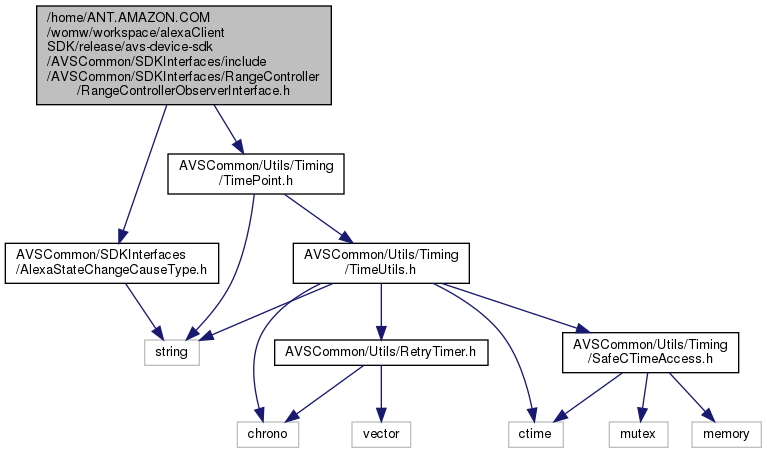 /home/ANT.AMAZON.COM
/womw/workspace/alexaClient
SDK/release/avs-device-sdk
/AVSCommon/SDKInterfaces/include
/AVSCommon/SDKInterfaces/RangeController
/RangeControllerObserverInterface.h
AVSCommon/Utils/Timing
/TimePoint.h
AVSCommon/SDKInterfaces
/AlexaStateChangeCauseType.h
AVSCommon/Utils/Timing
/TimeUtils.h
string
AVSCommon/Utils/RetryTimer.h
AVSCommon/Utils/Timing
/SafeCTimeAccess.h
chrono
vector
ctime
mutex
memory